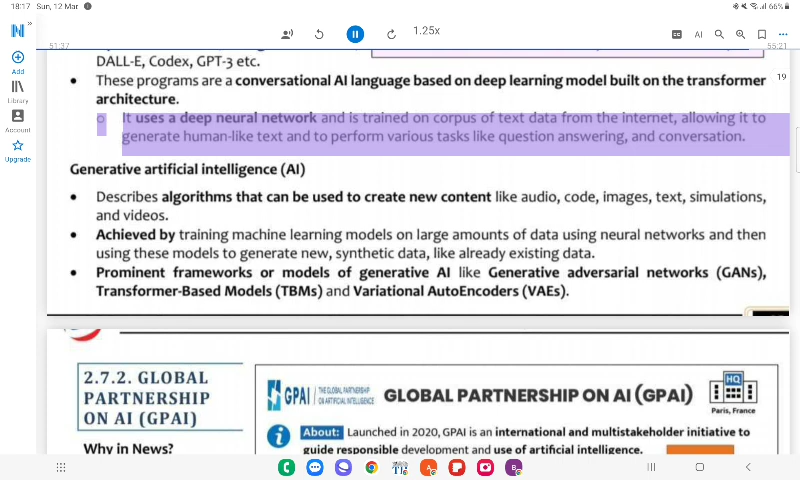 18:17 Sun, 12 Mar
66%
1.25x
AI
51:37
55:21
Add
Library
Account
Upgrade
19
DALL-E, Codex, GPT-3 etc.
• These programs are a conversational AI language based on deep learning model built on the transformer
architecture.
o It uses a deep neural network and is trained on corpus of text data from the internet, allowing it to
generate human-like text and to perform various tasks like question answering, and conversation.
Generative artificial intelligence (AI)
• Describes algorithms that can be used to create new content like audio, code, images, text, simulations,
and videos.
• Achieved by training machine learning models on large amounts of data using neural networks and then
using these models to generate new, synthetic data, like already existing data.
• Prominent frameworks or models of generative AI like Generative adversarial networks (GANs),
Transformer-Based Models (TBMs) and Variational AutoEncoders (VAEs).
2.7.2. GLOBAL
PARTNERSHIP
ON AI (GPAI)
Why in News?
GPAI THE GLOBAL PARTNERSHIP
ON ARTIFICIAL INTELLIGENCE
GLOBAL PARTNERSHIP ON AI (GPAI)
HQ
Paris, France
About: Launched in 2020, GPAI is an international and multistakeholder initiative to
guide responsible development and use of artificial intelligence.